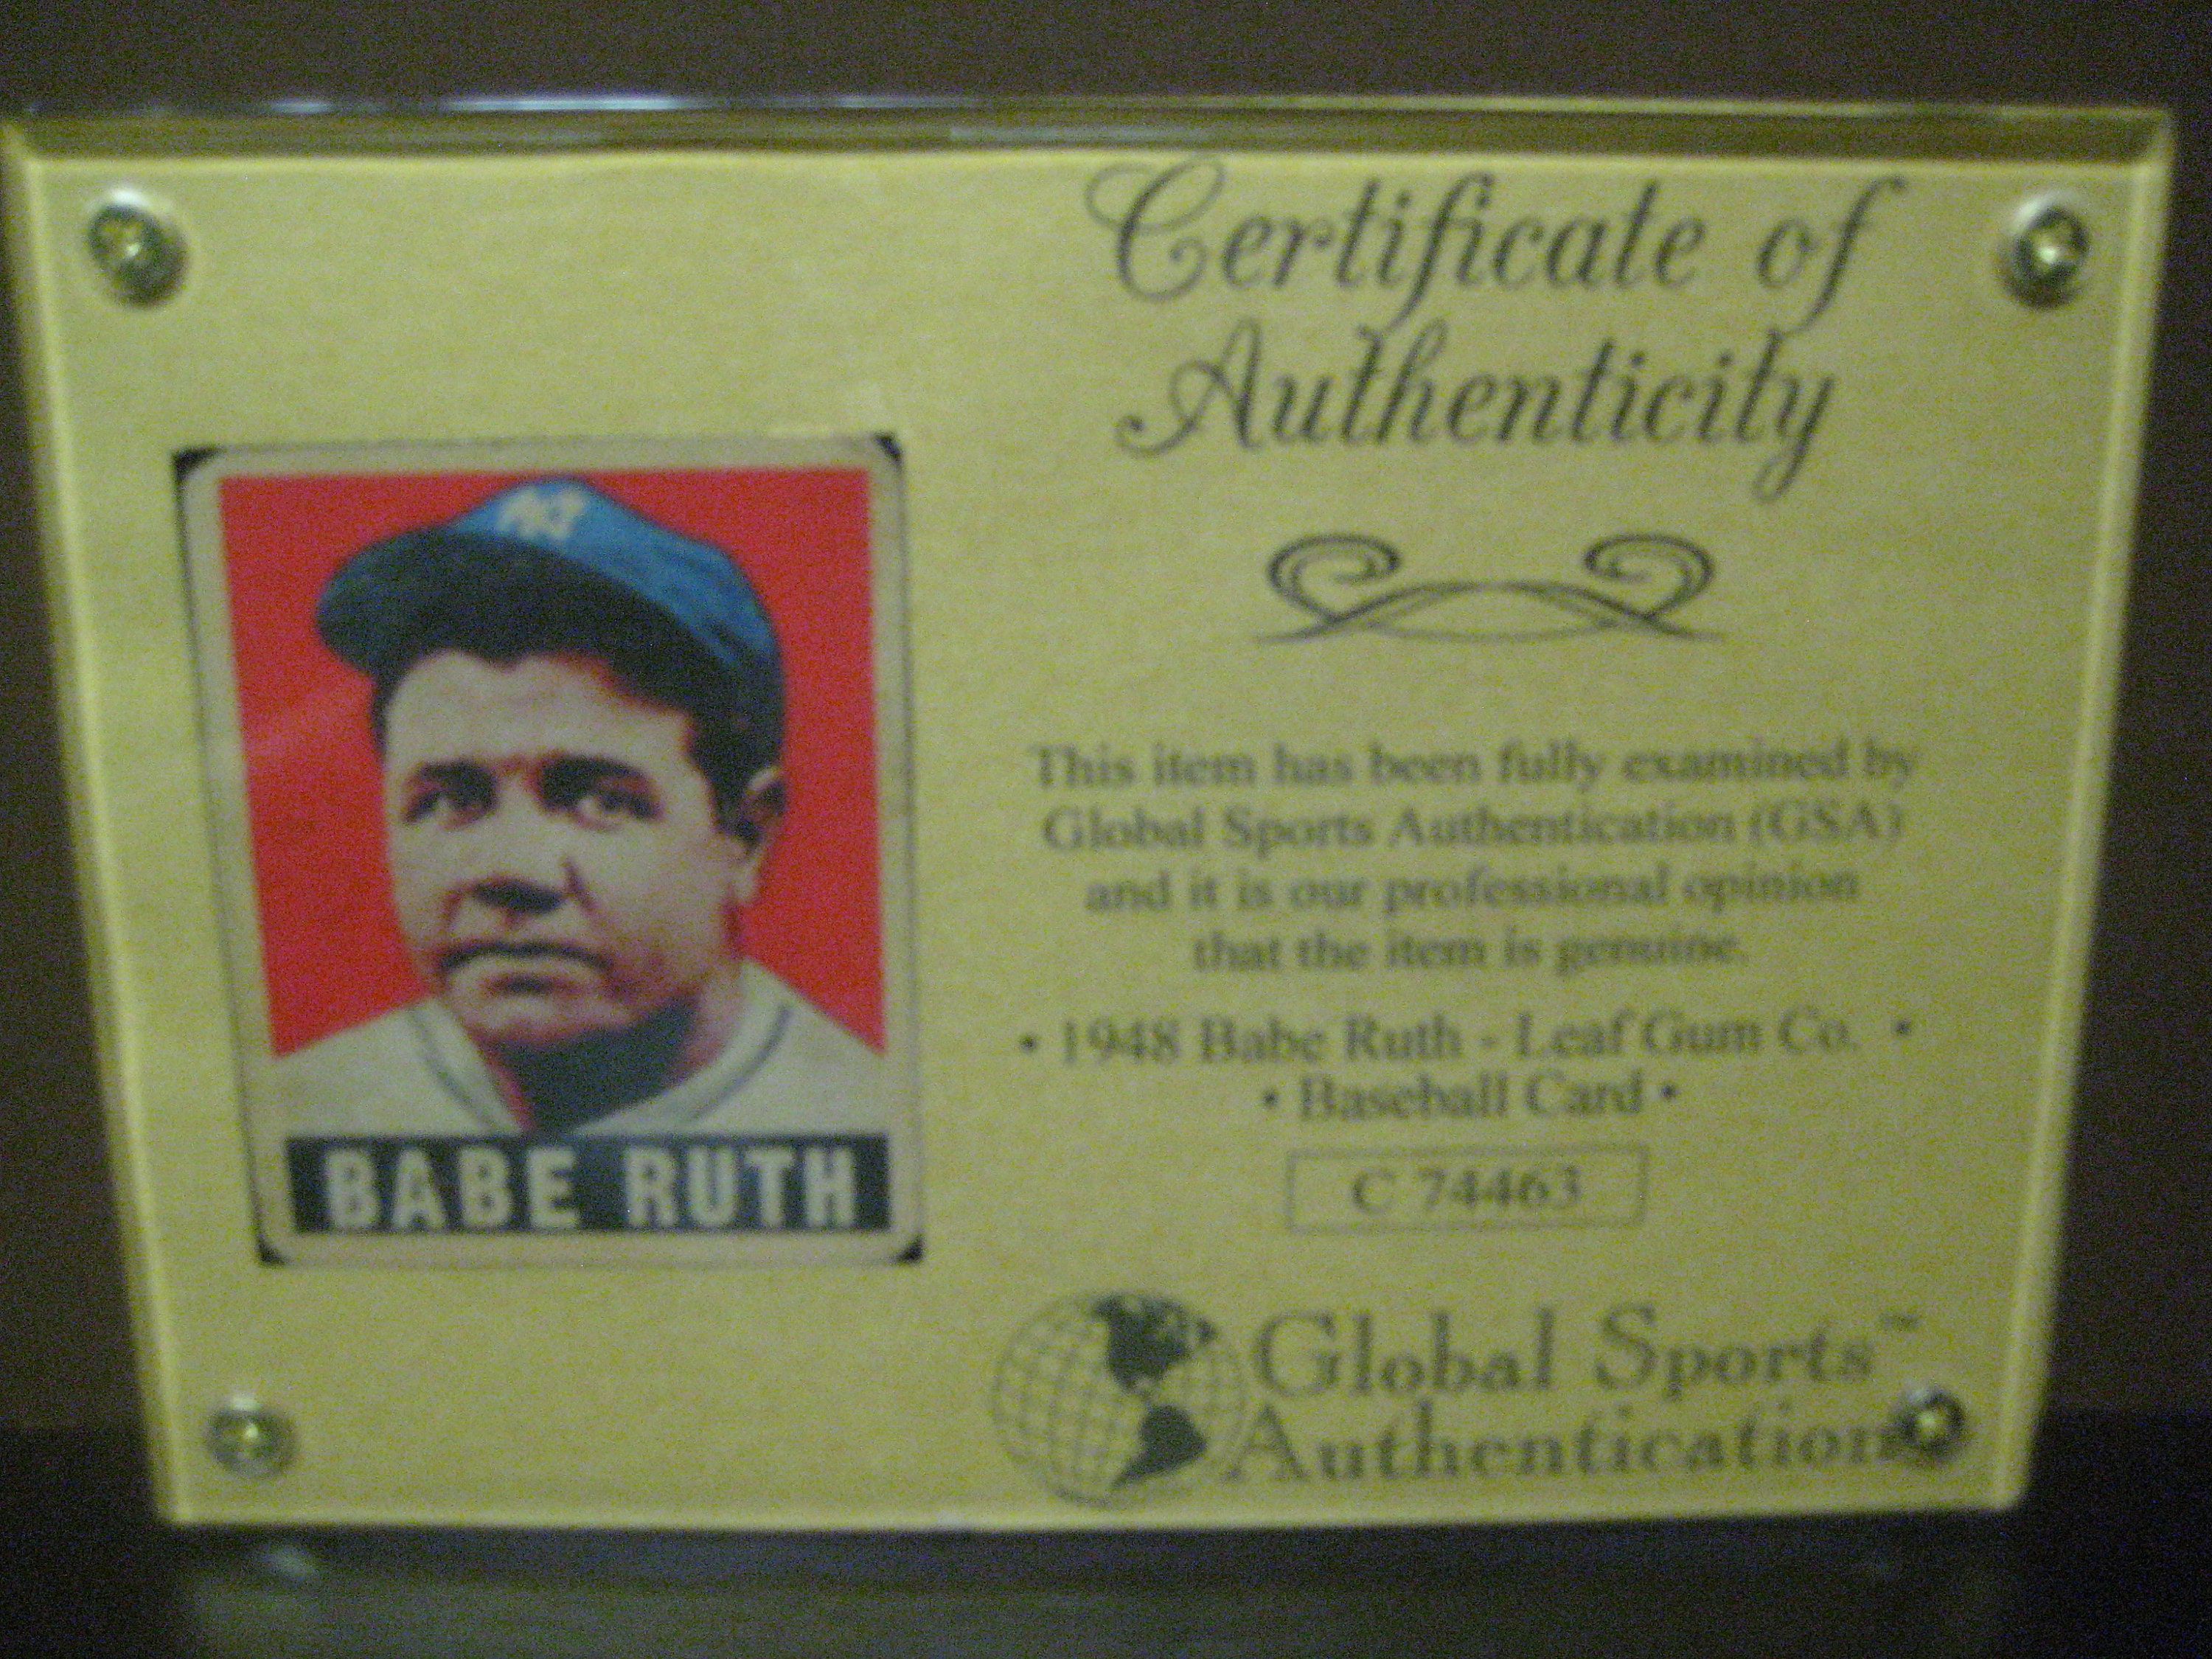 NY
BABE RUTH
Certificate of
Authenticity
This item has been fully examined by
Global Sports Authentication (GSA)
and it is our professional opinion
that the item is genuine.
• 1948 Babe Ruth - Leaf Gum Co. •
• Baseball Card •
C 74463
Global Sports™
Authentication